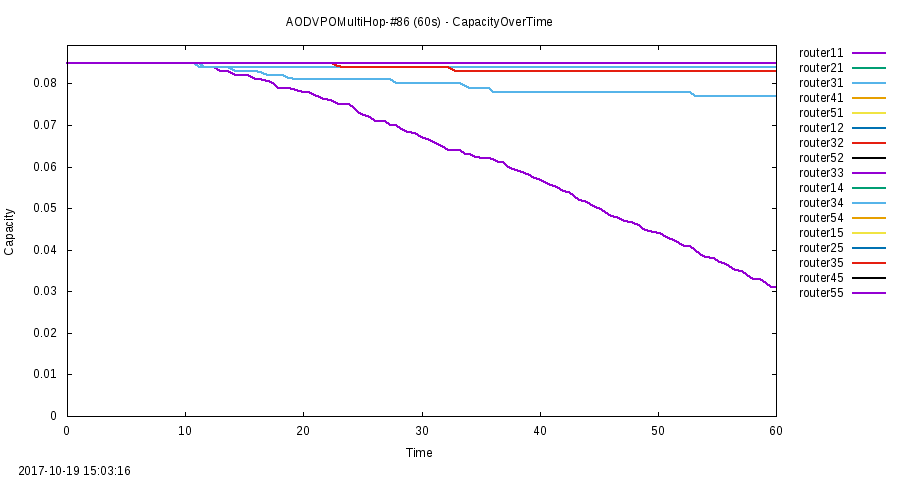 AODVPOMultiHop-#86 (60s) - CapacityOverTime
router11
router21
router31
router41
router51
router12
router32
router52
router33
router14
router34
router54
router15
router25
router35
router45
router55
0.08
0.07
0.06
0.05
0.04
0.03
0.02
0.01
0
Capacity
0 10 20 30 40 50 60
Time
2017-10-19 15:03:16